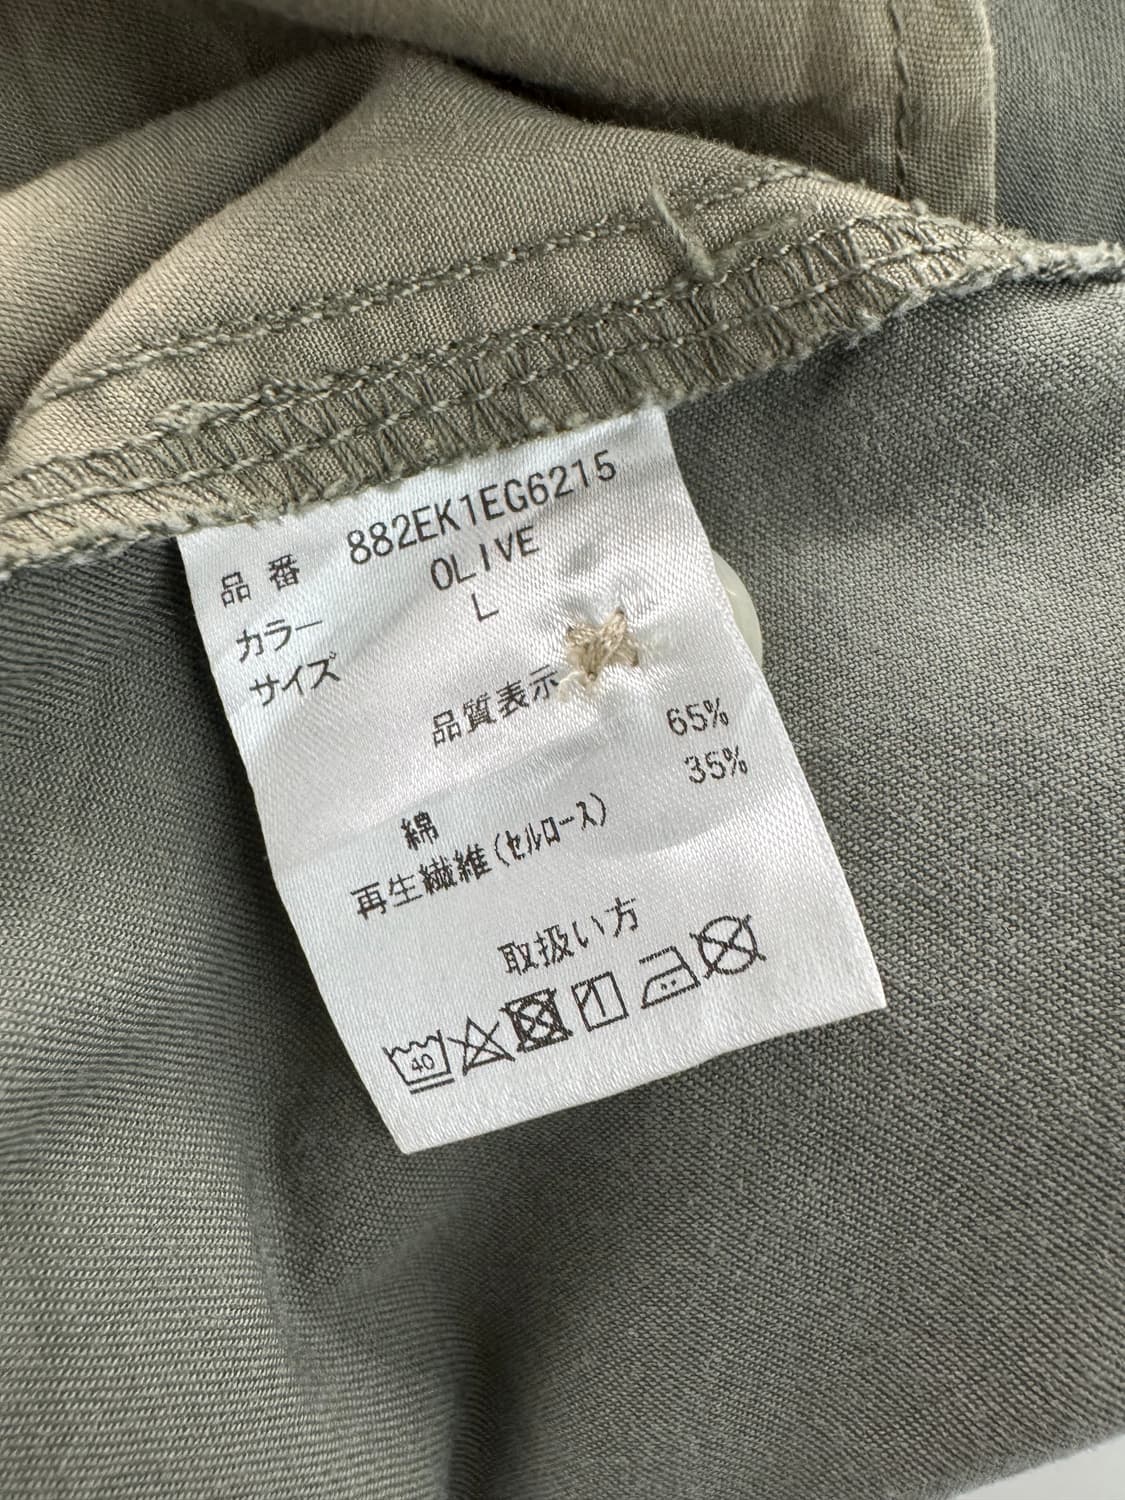 品番 882EK1EG6215
カラー OLIVE
サイズ L
品質表示
綿 65%
再生繊維(セルロース) 35%
取扱い方
40